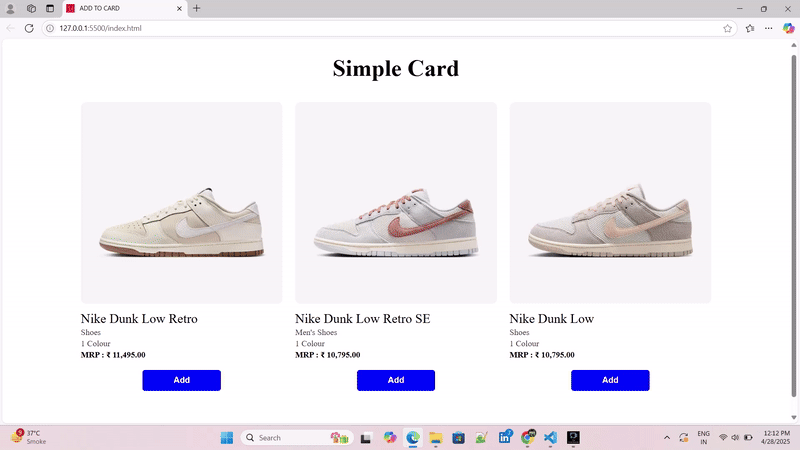 ADD TO CARD
127.0.0.1:5500/index.html
Simple Card
Nike Dunk Low Retro
Shoes
1 Colour
MRP : ₹ 11,495.00
Add
Nike Dunk Low Retro SE
Men's Shoes
1 Colour
MRP : ₹ 10,795.00
Add
Nike Dunk Low
Shoes
1 Colour
MRP : ₹ 10,795.00
Add
37°C
Smoke
Search
ENG
IN
12:12 PM
4/28/2025